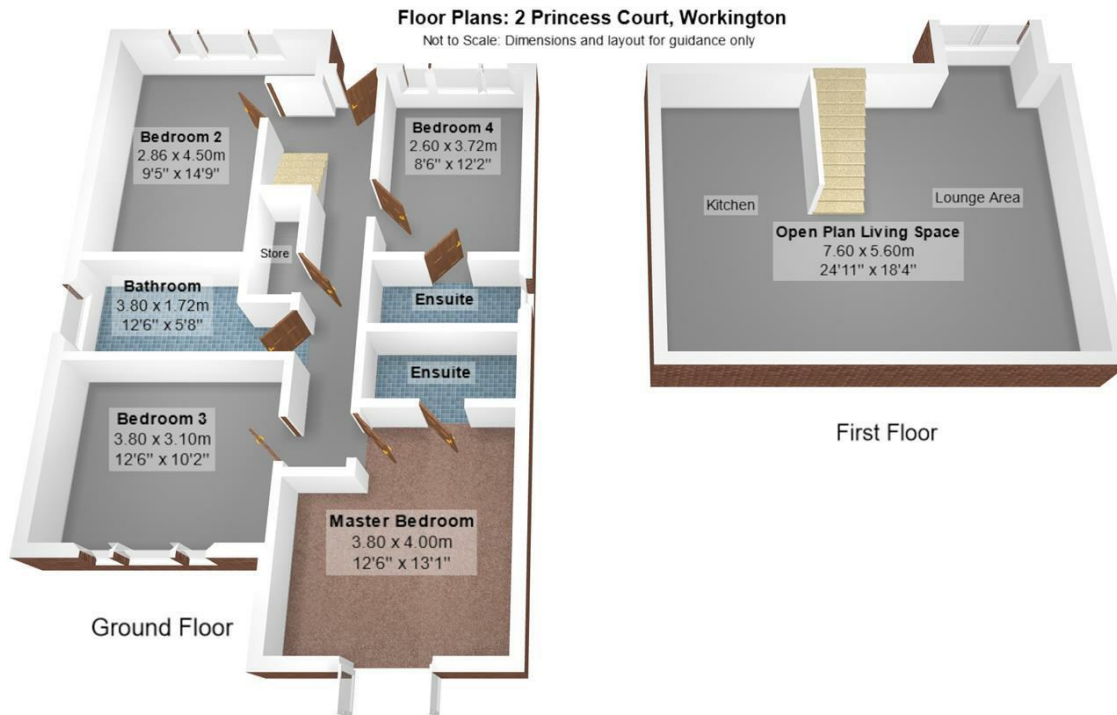 Floor Plans: 2 Princess Court, Workington
Not to Scale: Dimensions and layout for guidance only
Bedroom 2
2.86 x 4.50m
9'5" x 14'9"
Bedroom 4
2.60 x 3.72m
8'6" x 12'2"
Store
Bathroom
3.80 x 1.72m
12'6" x 5'8"
Ensuite
Ensuite
Bedroom 3
3.80 x 3.10m
12'6" x 10'2"
Master Bedroom
3.80 x 4.00m
12'6" x 13'1"
Ground Floor
Kitchen
Lounge Area
Open Plan Living Space
7.60 x 5.60m
24'11" x 18'4"
First Floor